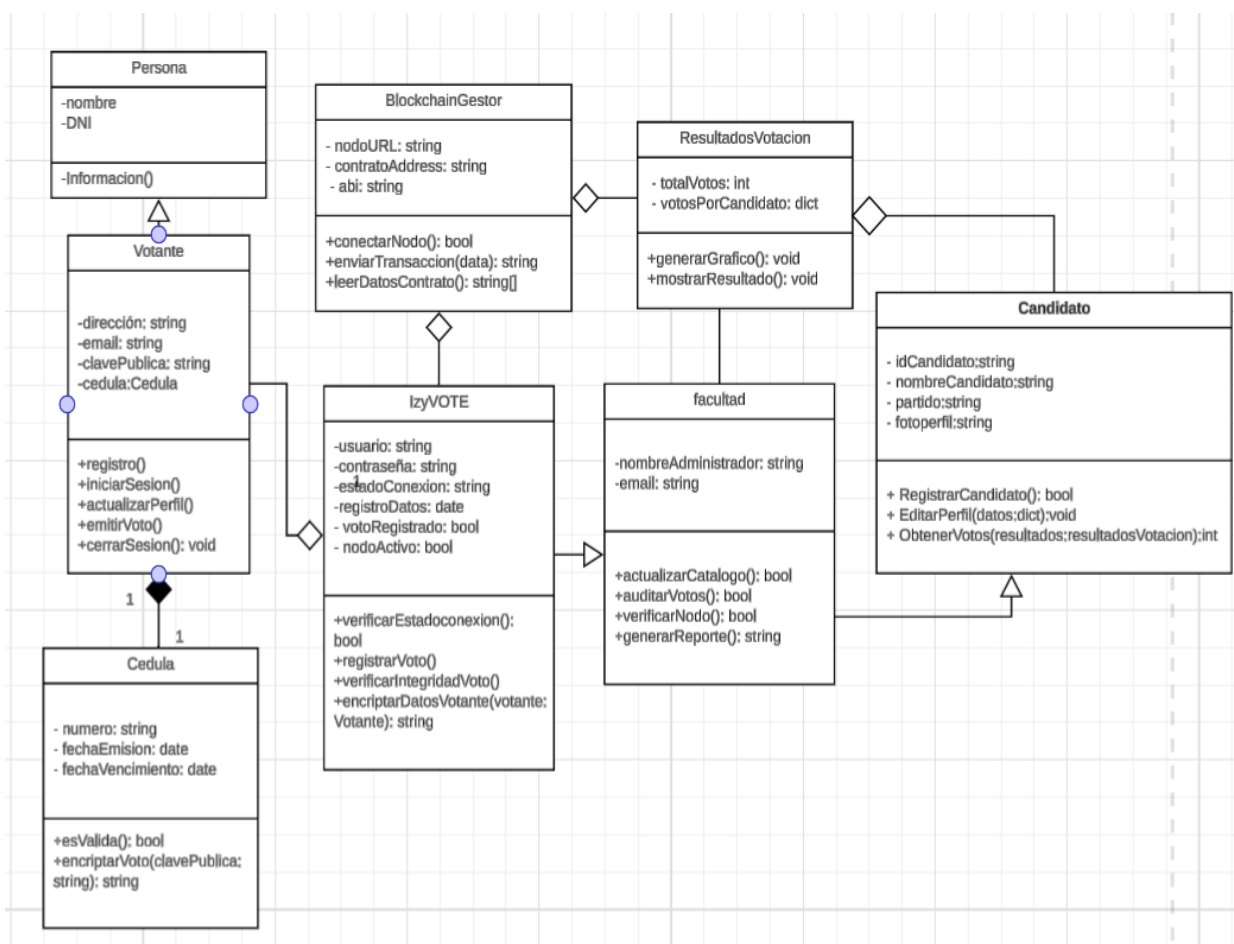 Persona
-nombre
-DNI
-Informacion()
Votante
-dirección: string
-email: string
-clavePublica: string
-cedula:Cedula
+registro()
+iniciarSesion()
+actualizarPerfil()
+emitirVoto()
+cerrarSesion(): void
1
1
Cedula
- numero: string
- fechaEmision: date
- fechaVencimiento: date
+esValida(): bool
+encriptarVoto(clavePublica:
string): string
BlockchainGestor
- nodoURL: string
- contratoAddress: string
- abi: string
+conectarNodo(): bool
+enviarTransaccion(data): string
+leerDatosContrato(): string[]
IzyVOTE
-usuario: string
-contraseña: string
1
-estadoConexion: string
-registroDatos: date
- votoRegistrado: bool
- nodoActivo: bool
+verificarEstadoconexion():
bool
+registrarVoto()
+verificarIntegridadVoto()
+encriptarDatosVotante(votante:
Votante): string
ResultadosVotacion
- totalVotos: int
- votosPorCandidato: dict
+generarGrafico(): void
+mostrarResultado(): void
facultad
-nombreAdministrador: string
-email: string
+actualizarCatalogo(): bool
+auditarVotos(): bool
+verificarNodo(): bool
+generarReporte(): string
Candidato
- idCandidato:string
- nombreCandidato:string
- partido:string
- fotoperfil:string
+ RegistrarCandidato(): bool
+ EditarPerfil(datos:dict):void
+ ObtenerVotos(resultados:resultadosVotacion):int